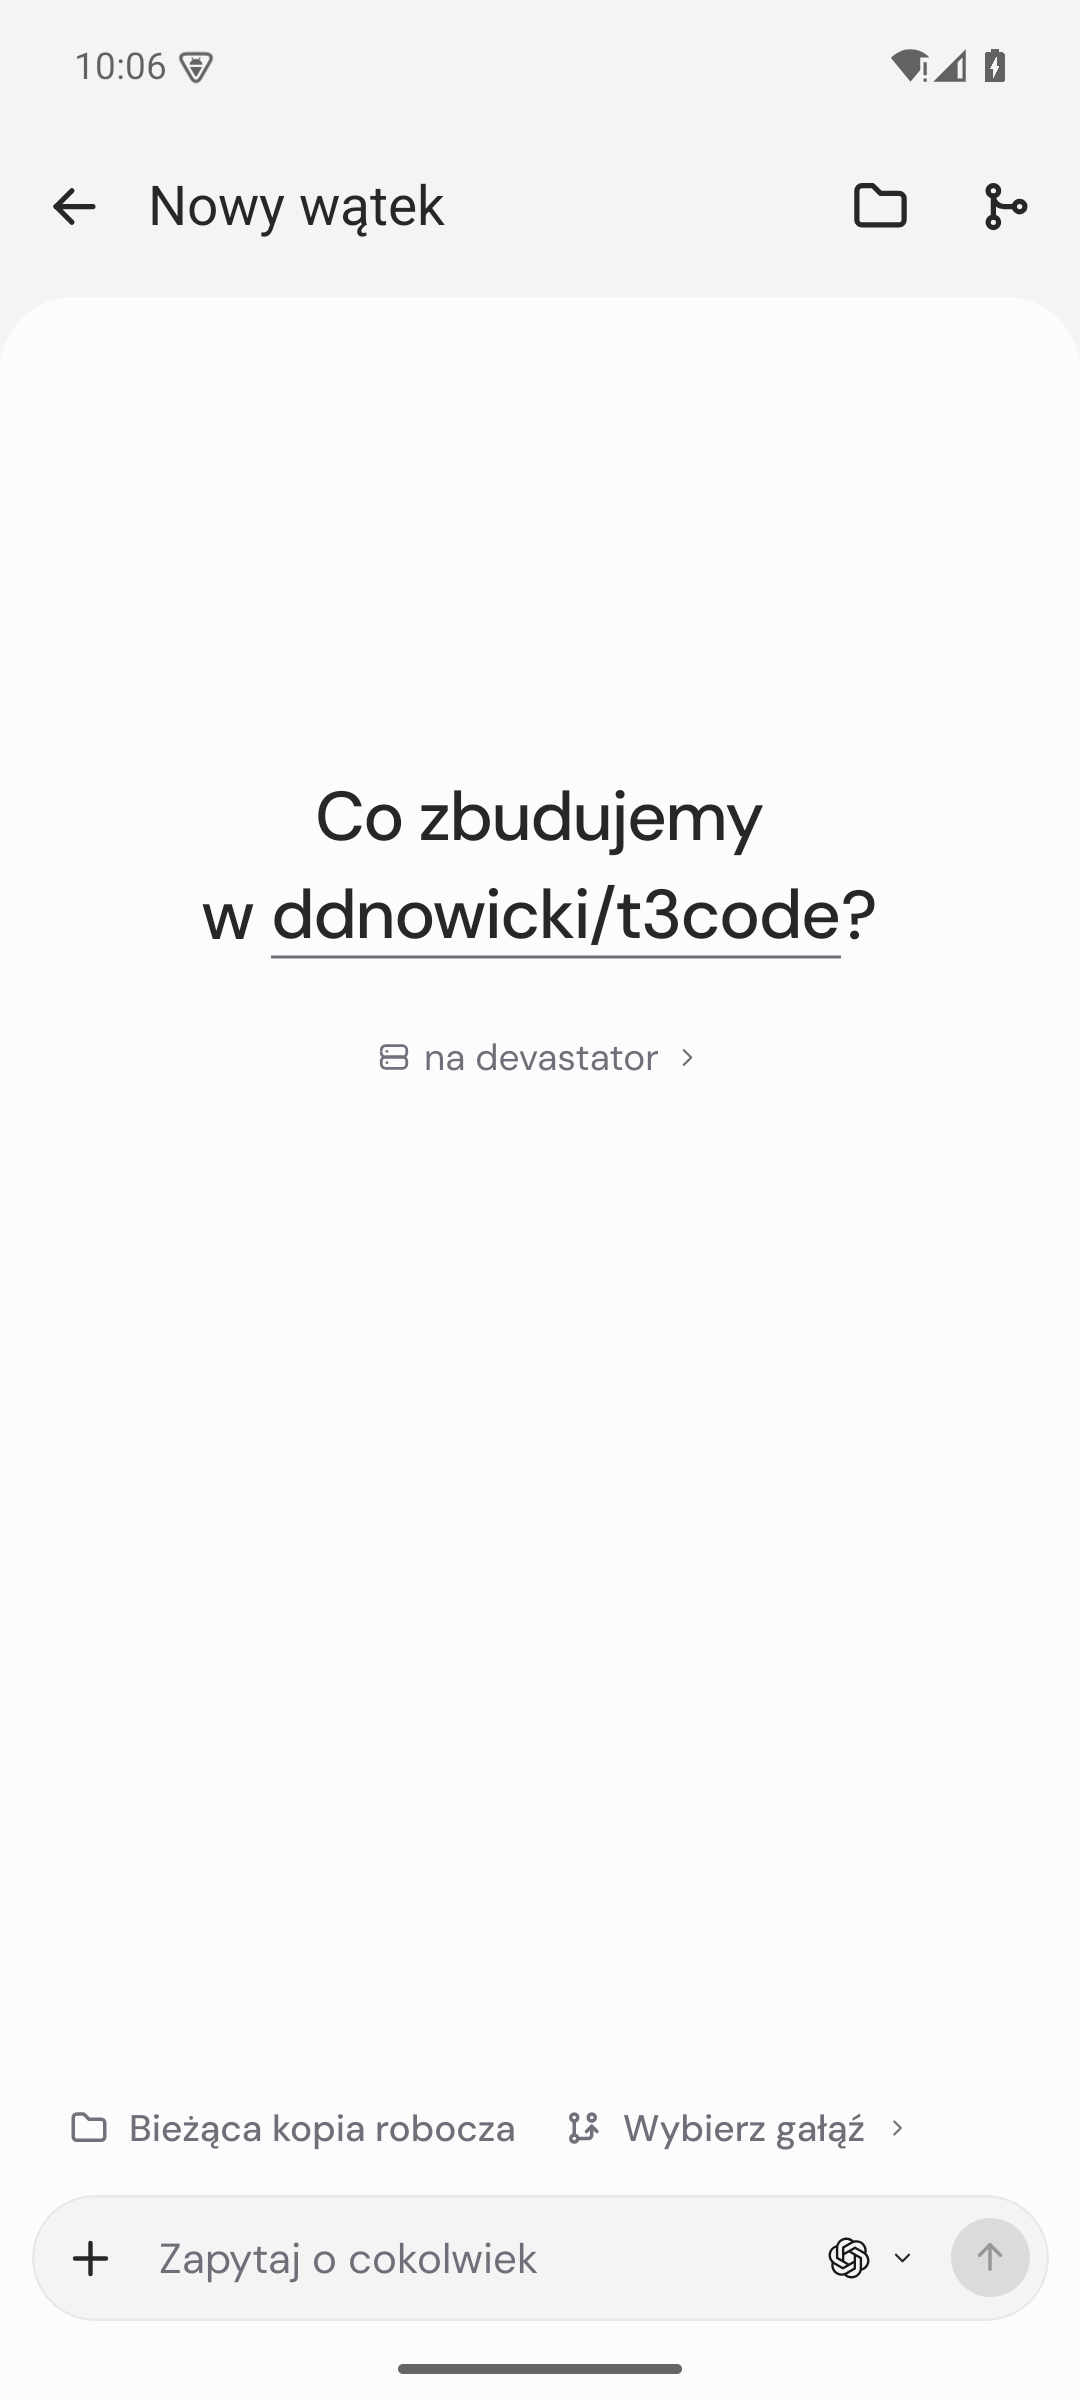 10:06
Nowy wątek
Co zbudujemy
w ddnowicki/t3code?
na devastator
Bieżąca kopia robocza
Wybierz gałąź
Zapytaj o cokolwiek